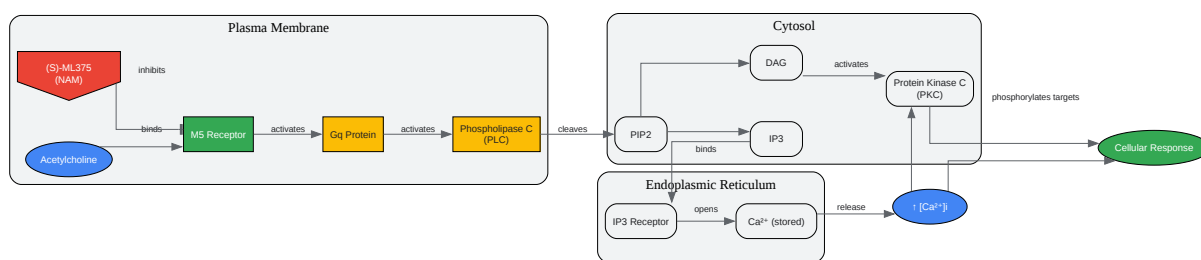 Plasma Membrane
(S)-ML375
(NAM)
inhibits
binds
Acetylcholine
M5 Receptor
activates
Gq Protein
activates
Phospholipase C
(PLC)
cleaves
Cytosol
PIP2
DAG
activates
Protein Kinase C
(PKC)
IP3
binds
phosphorylates targets
Cellular Response
Endoplasmic Reticulum
IP3 Receptor
opens
Ca²⁺ (stored)
release
↑ [Ca²⁺]i